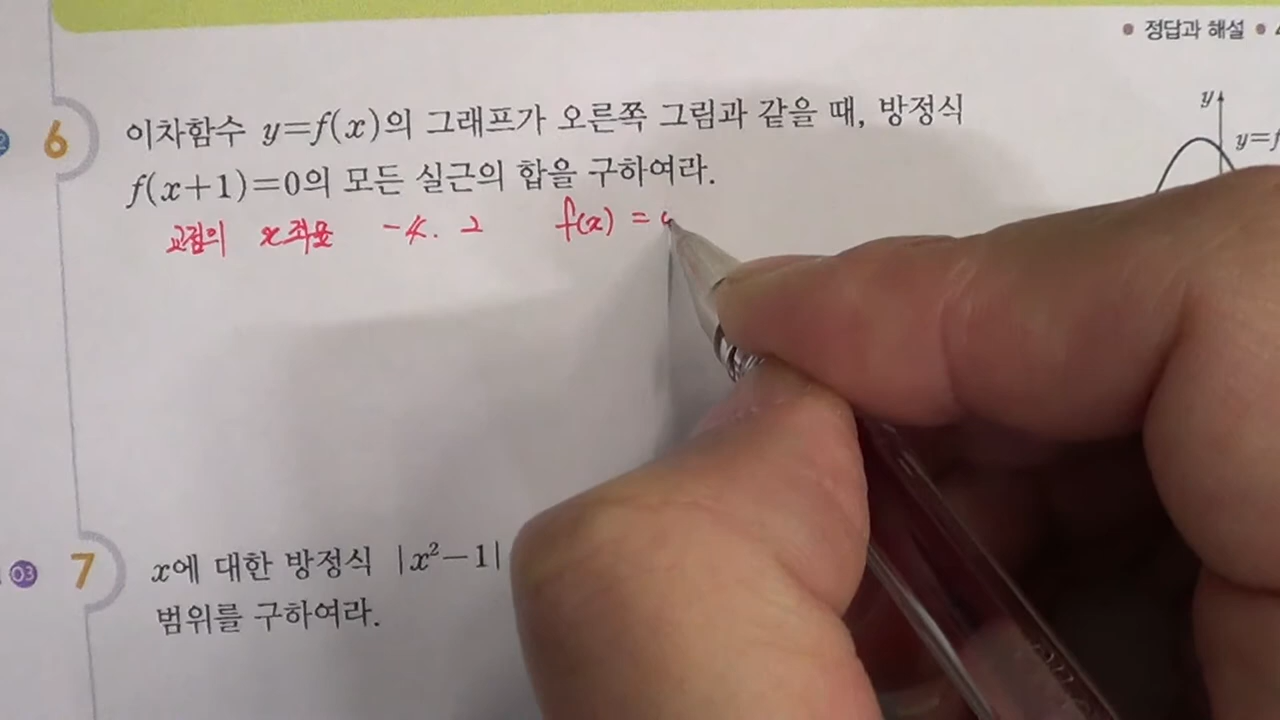 정답과 해설
6 이차함수 y=f(x)의 그래프가 오른쪽 그림과 같을 때, 방정식
f(x+1)=0의 모든 실근의 합을 구하여라.
y
y=f
교점의 x좌표 -4. 2 f(x) =
03 7 x에 대한 방정식 |x²-1|
범위를 구하여라.